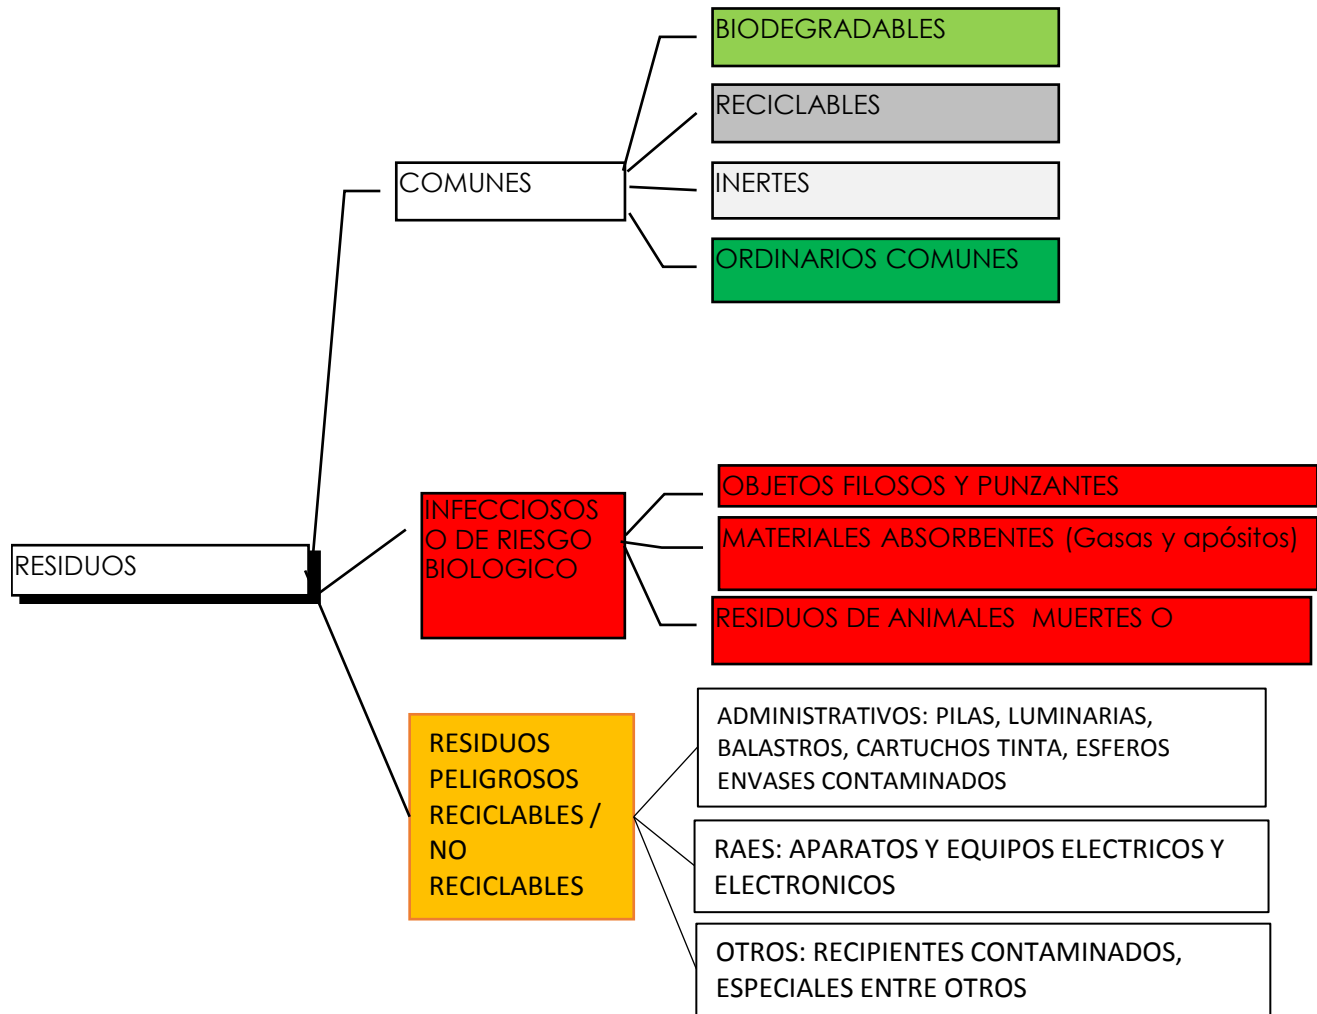 BIODEGRADABLES
RECICLABLES
COMUNES
INERTES
ORDINARIOS COMUNES
OBJETOS FILOSOS Y PUNZANTES
INFECCIOSOS
O DE RIESGO
BIOLOGICO
MATERIALES ABSORBENTES (Gasas y apósitos)
RESIDUOS
RESIDUOS DE ANIMALES  MUERTES O
RESIDUOS
PELIGROSOS
RECICLABLES /
NO
RECICLABLES
ADMINISTRATIVOS: PILAS, LUMINARIAS,
BALASTROS, CARTUCHOS TINTA, ESFEROS
ENVASES CONTAMINADOS
RAES: APARATOS Y EQUIPOS ELECTRICOS Y
ELECTRONICOS
OTROS: RECIPIENTES CONTAMINADOS,
ESPECIALES ENTRE OTROS